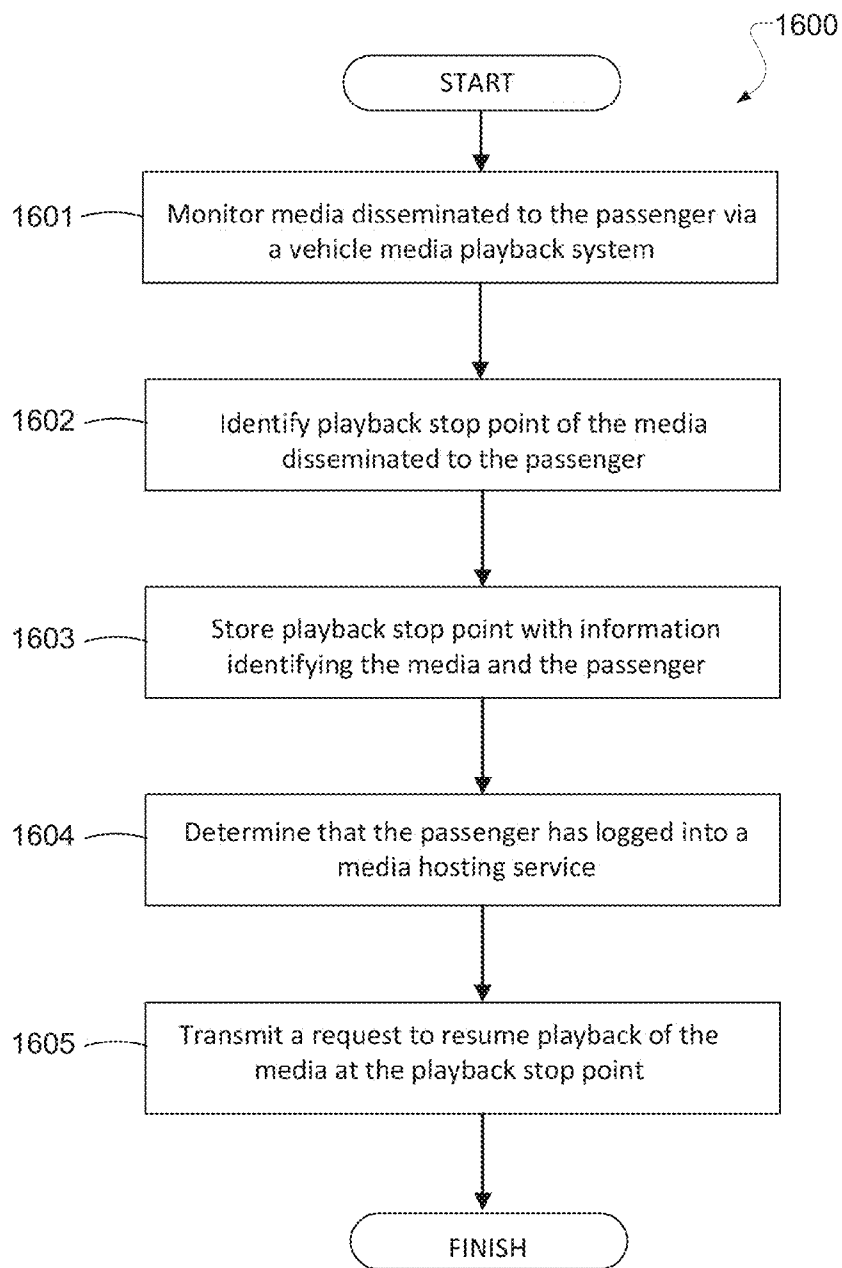 1600
START
1601
Monitor media disseminated to the passenger via
a vehicle media playback system
1602
Identify playback stop point of the media
disseminated to the passenger
1603
Store playback stop point with information
identifying the media and the passenger
1604
Determine that the passenger has logged into a
media hosting service
1605
Transmit a request to resume playback of the
media at the playback stop point
FINISH